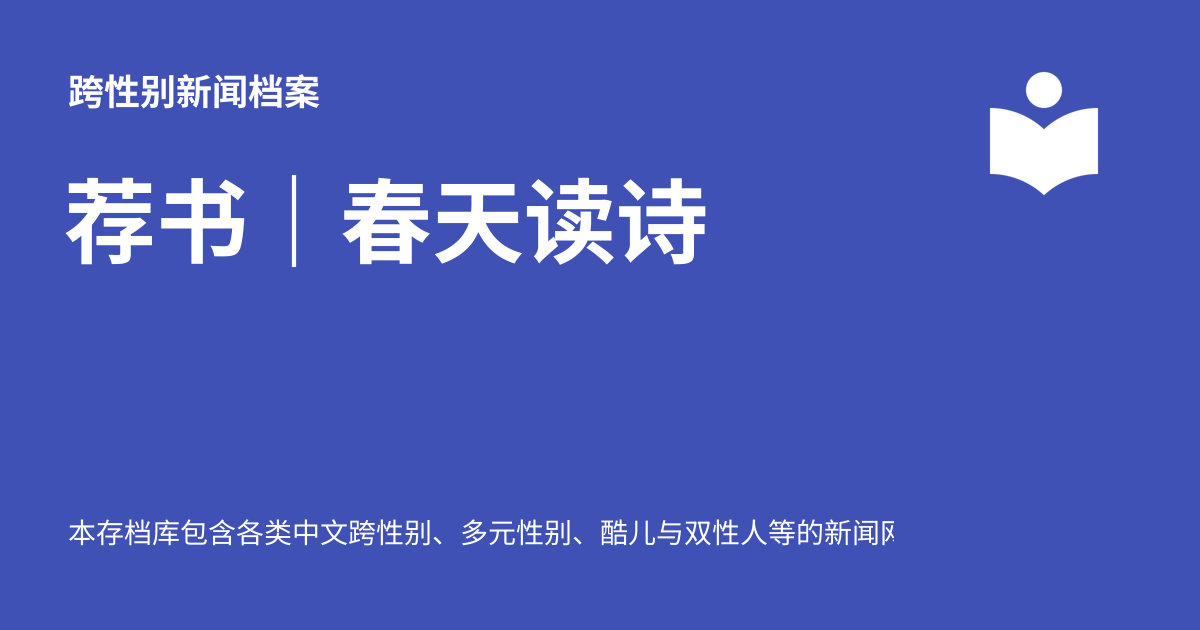 跨性别新闻档案
荐书｜春天读诗
本存档库包含各类中文跨性别、多元性别、酷儿与双性人等的新闻